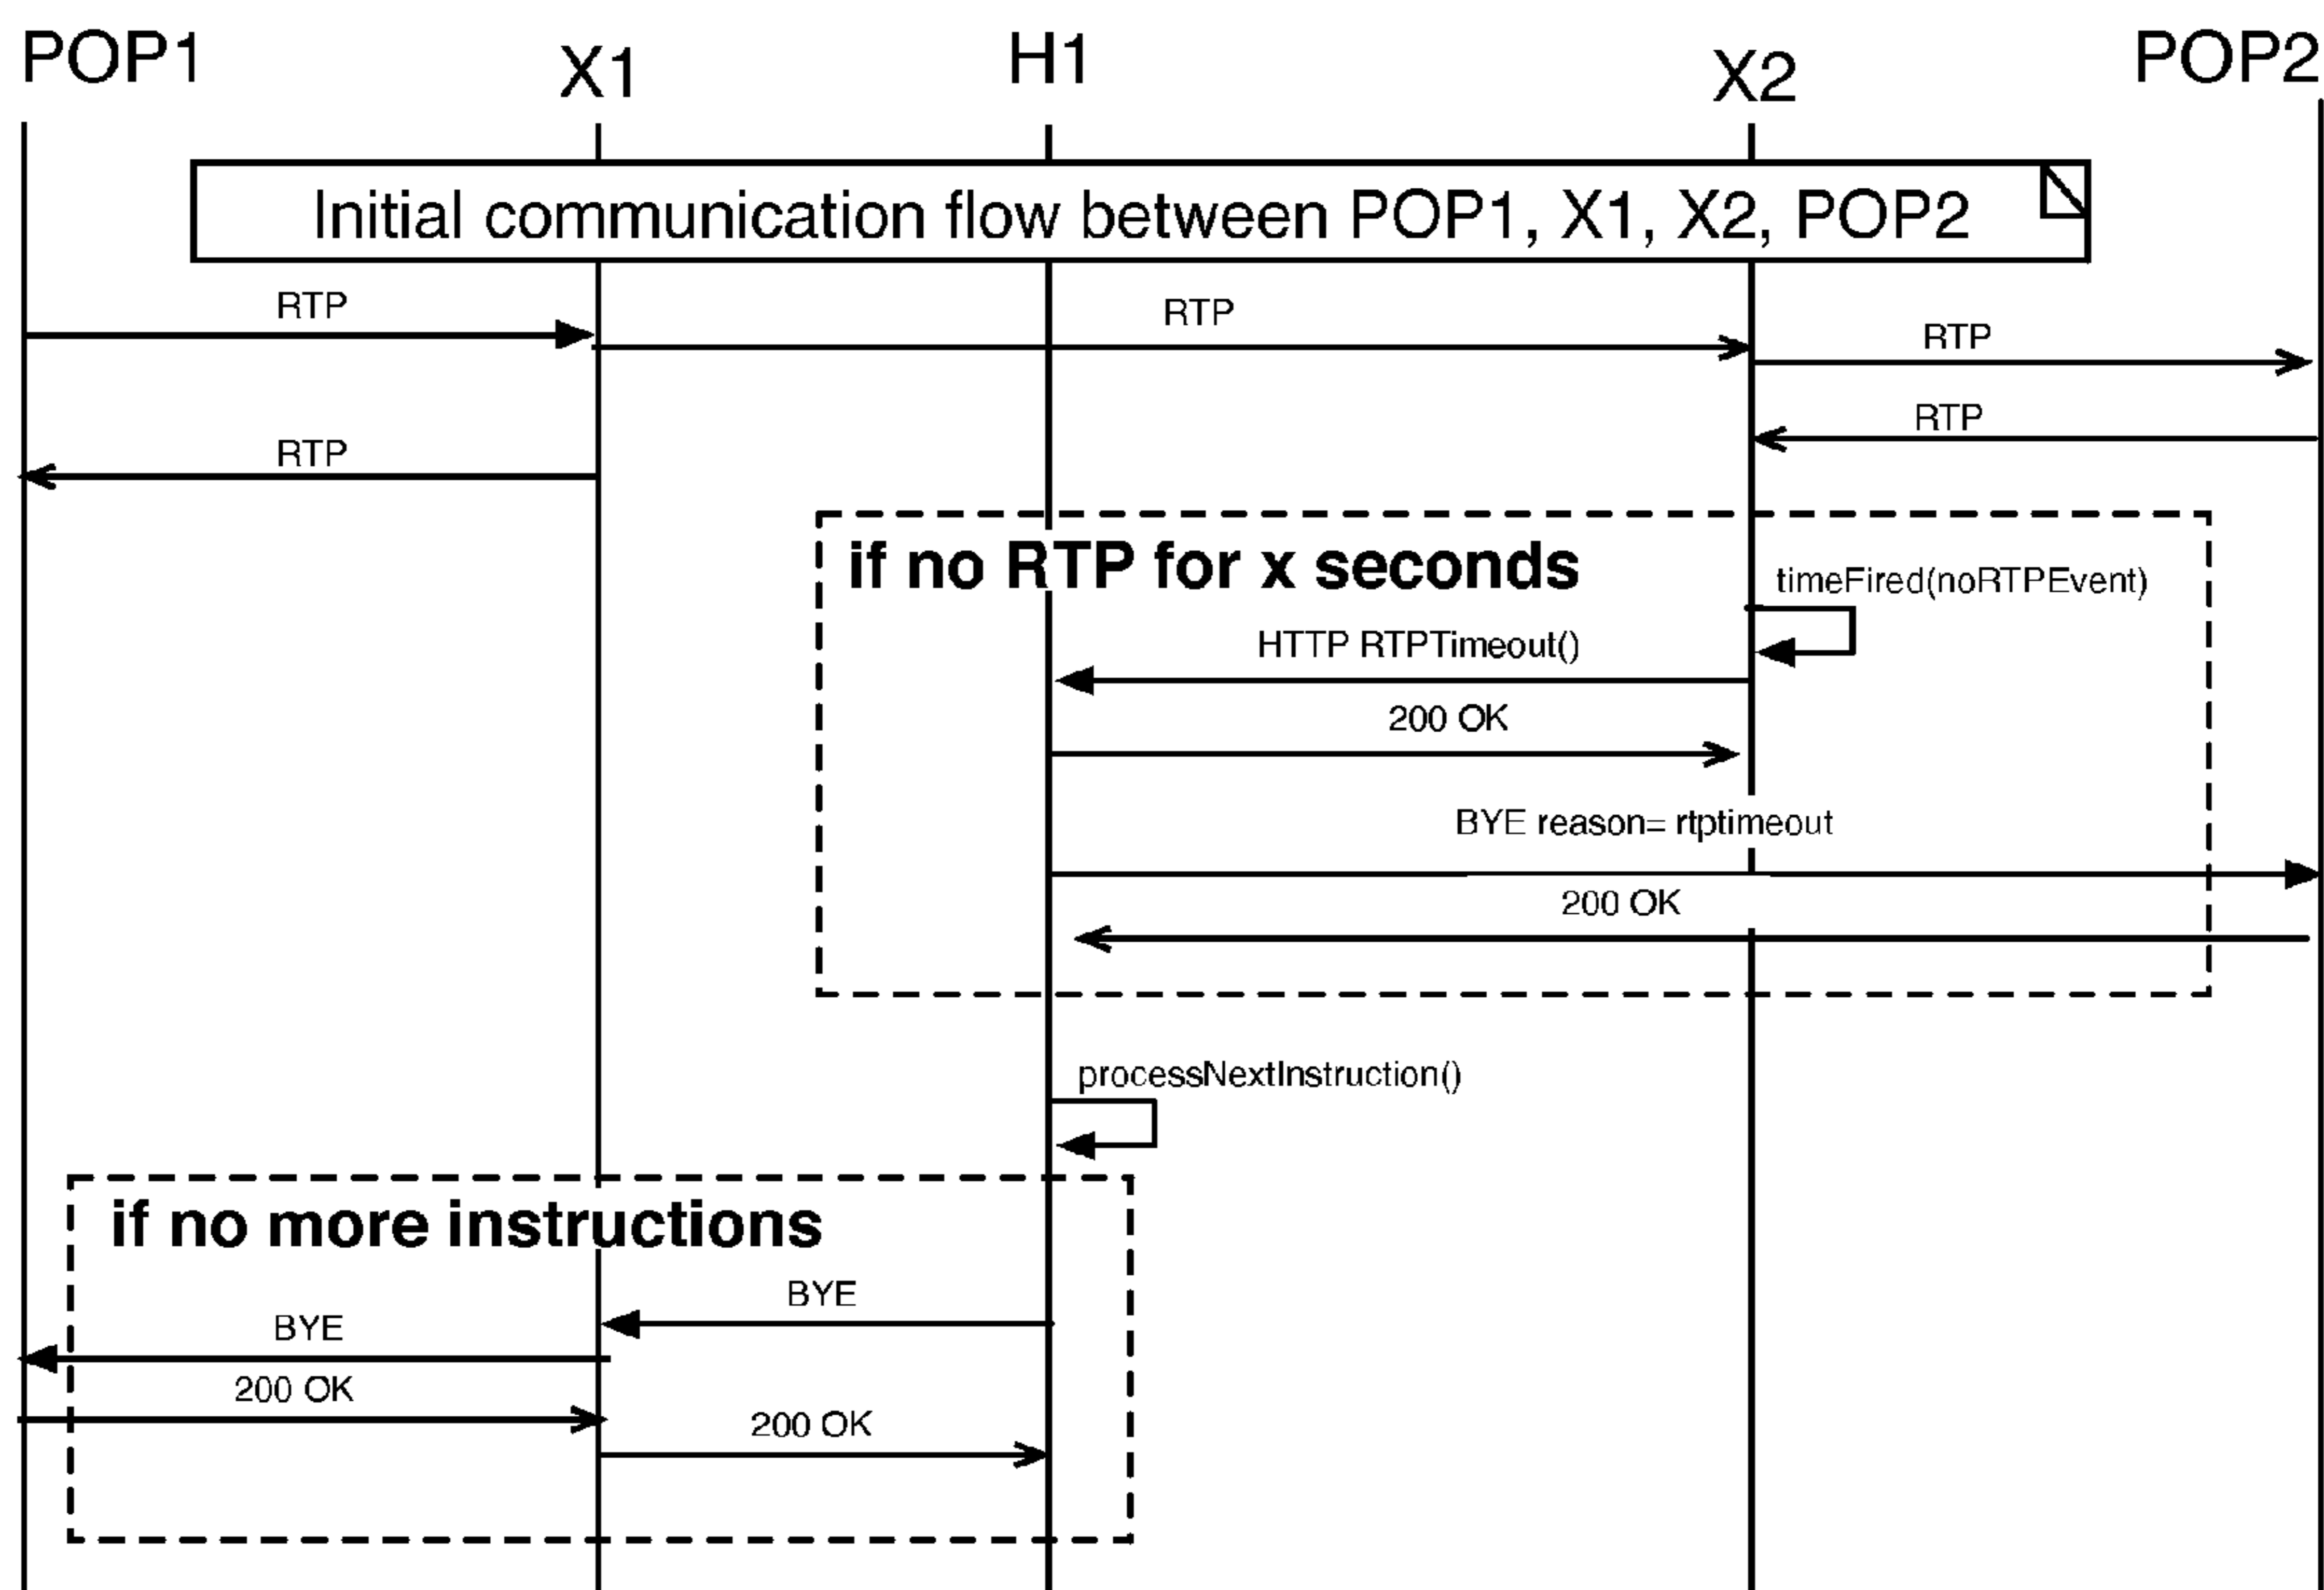 POP1
X1
H1
X2
POP2
Initial communication flow between POP1, X1, X2, POP2
RTP
RTP
RTP
RTP
RTP
if no RTP for x seconds
timeFired(noRTPEvent)
HTTP RTPTimeout()
200 OK
BYE reason= rtptimeout
200 OK
processNextInstruction()
if no more instructions
BYE
BYE
200 OK
200 OK